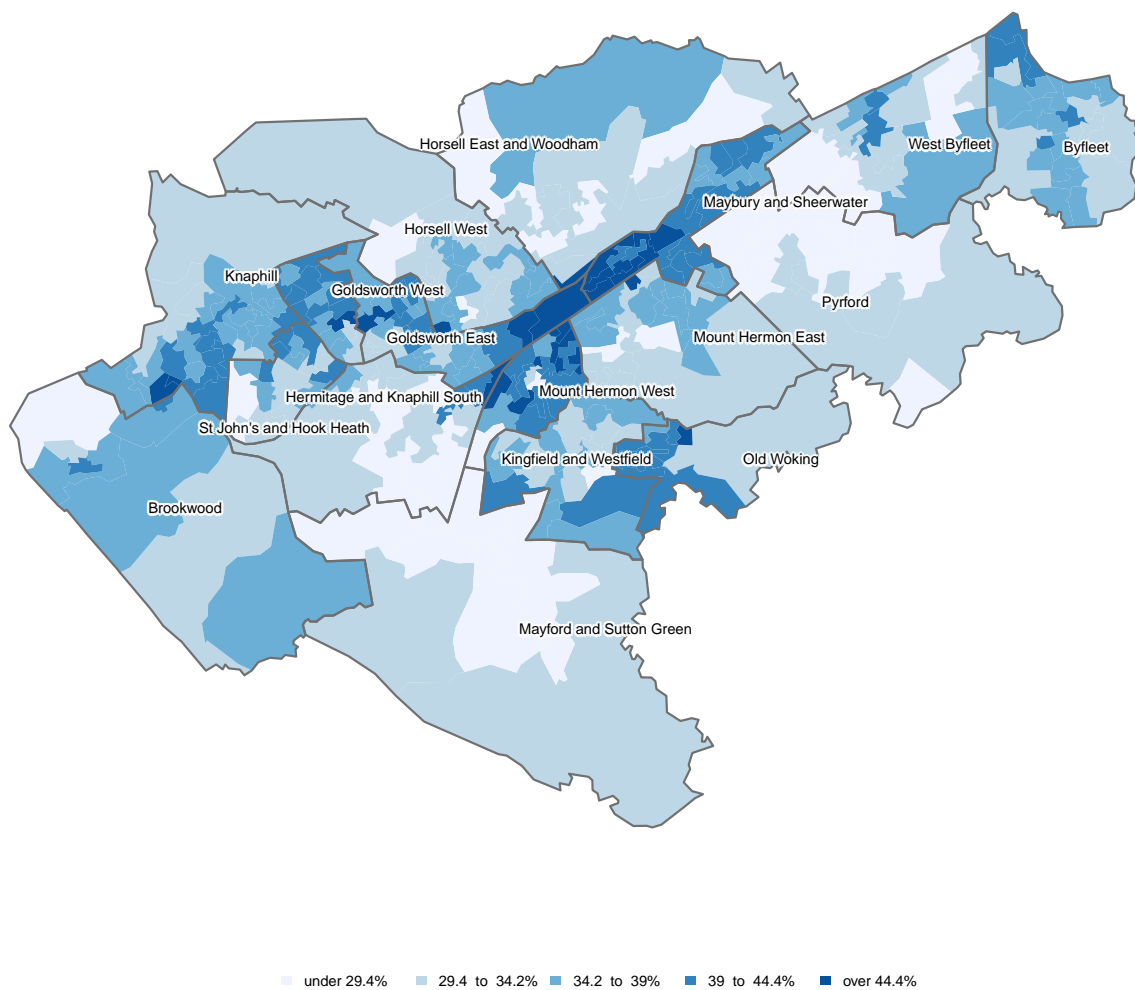 Horsell East and Woodham
West Byfleet
Byfleet
Maybury and Sheerwater
Horsell West
Knaphill
Goldsworth West
Pyrford
Goldsworth East
Mount Hermon East
Mount Hermon West
Hermitage and Knaphill South
St John's and Hook Heath
Kingfield and Westfield
Old Woking
Brookwood
Mayford and Sutton Green
under 29.4% 29.4 to 34.2% 34.2 to 39% 39 to 44.4% over 44.4%